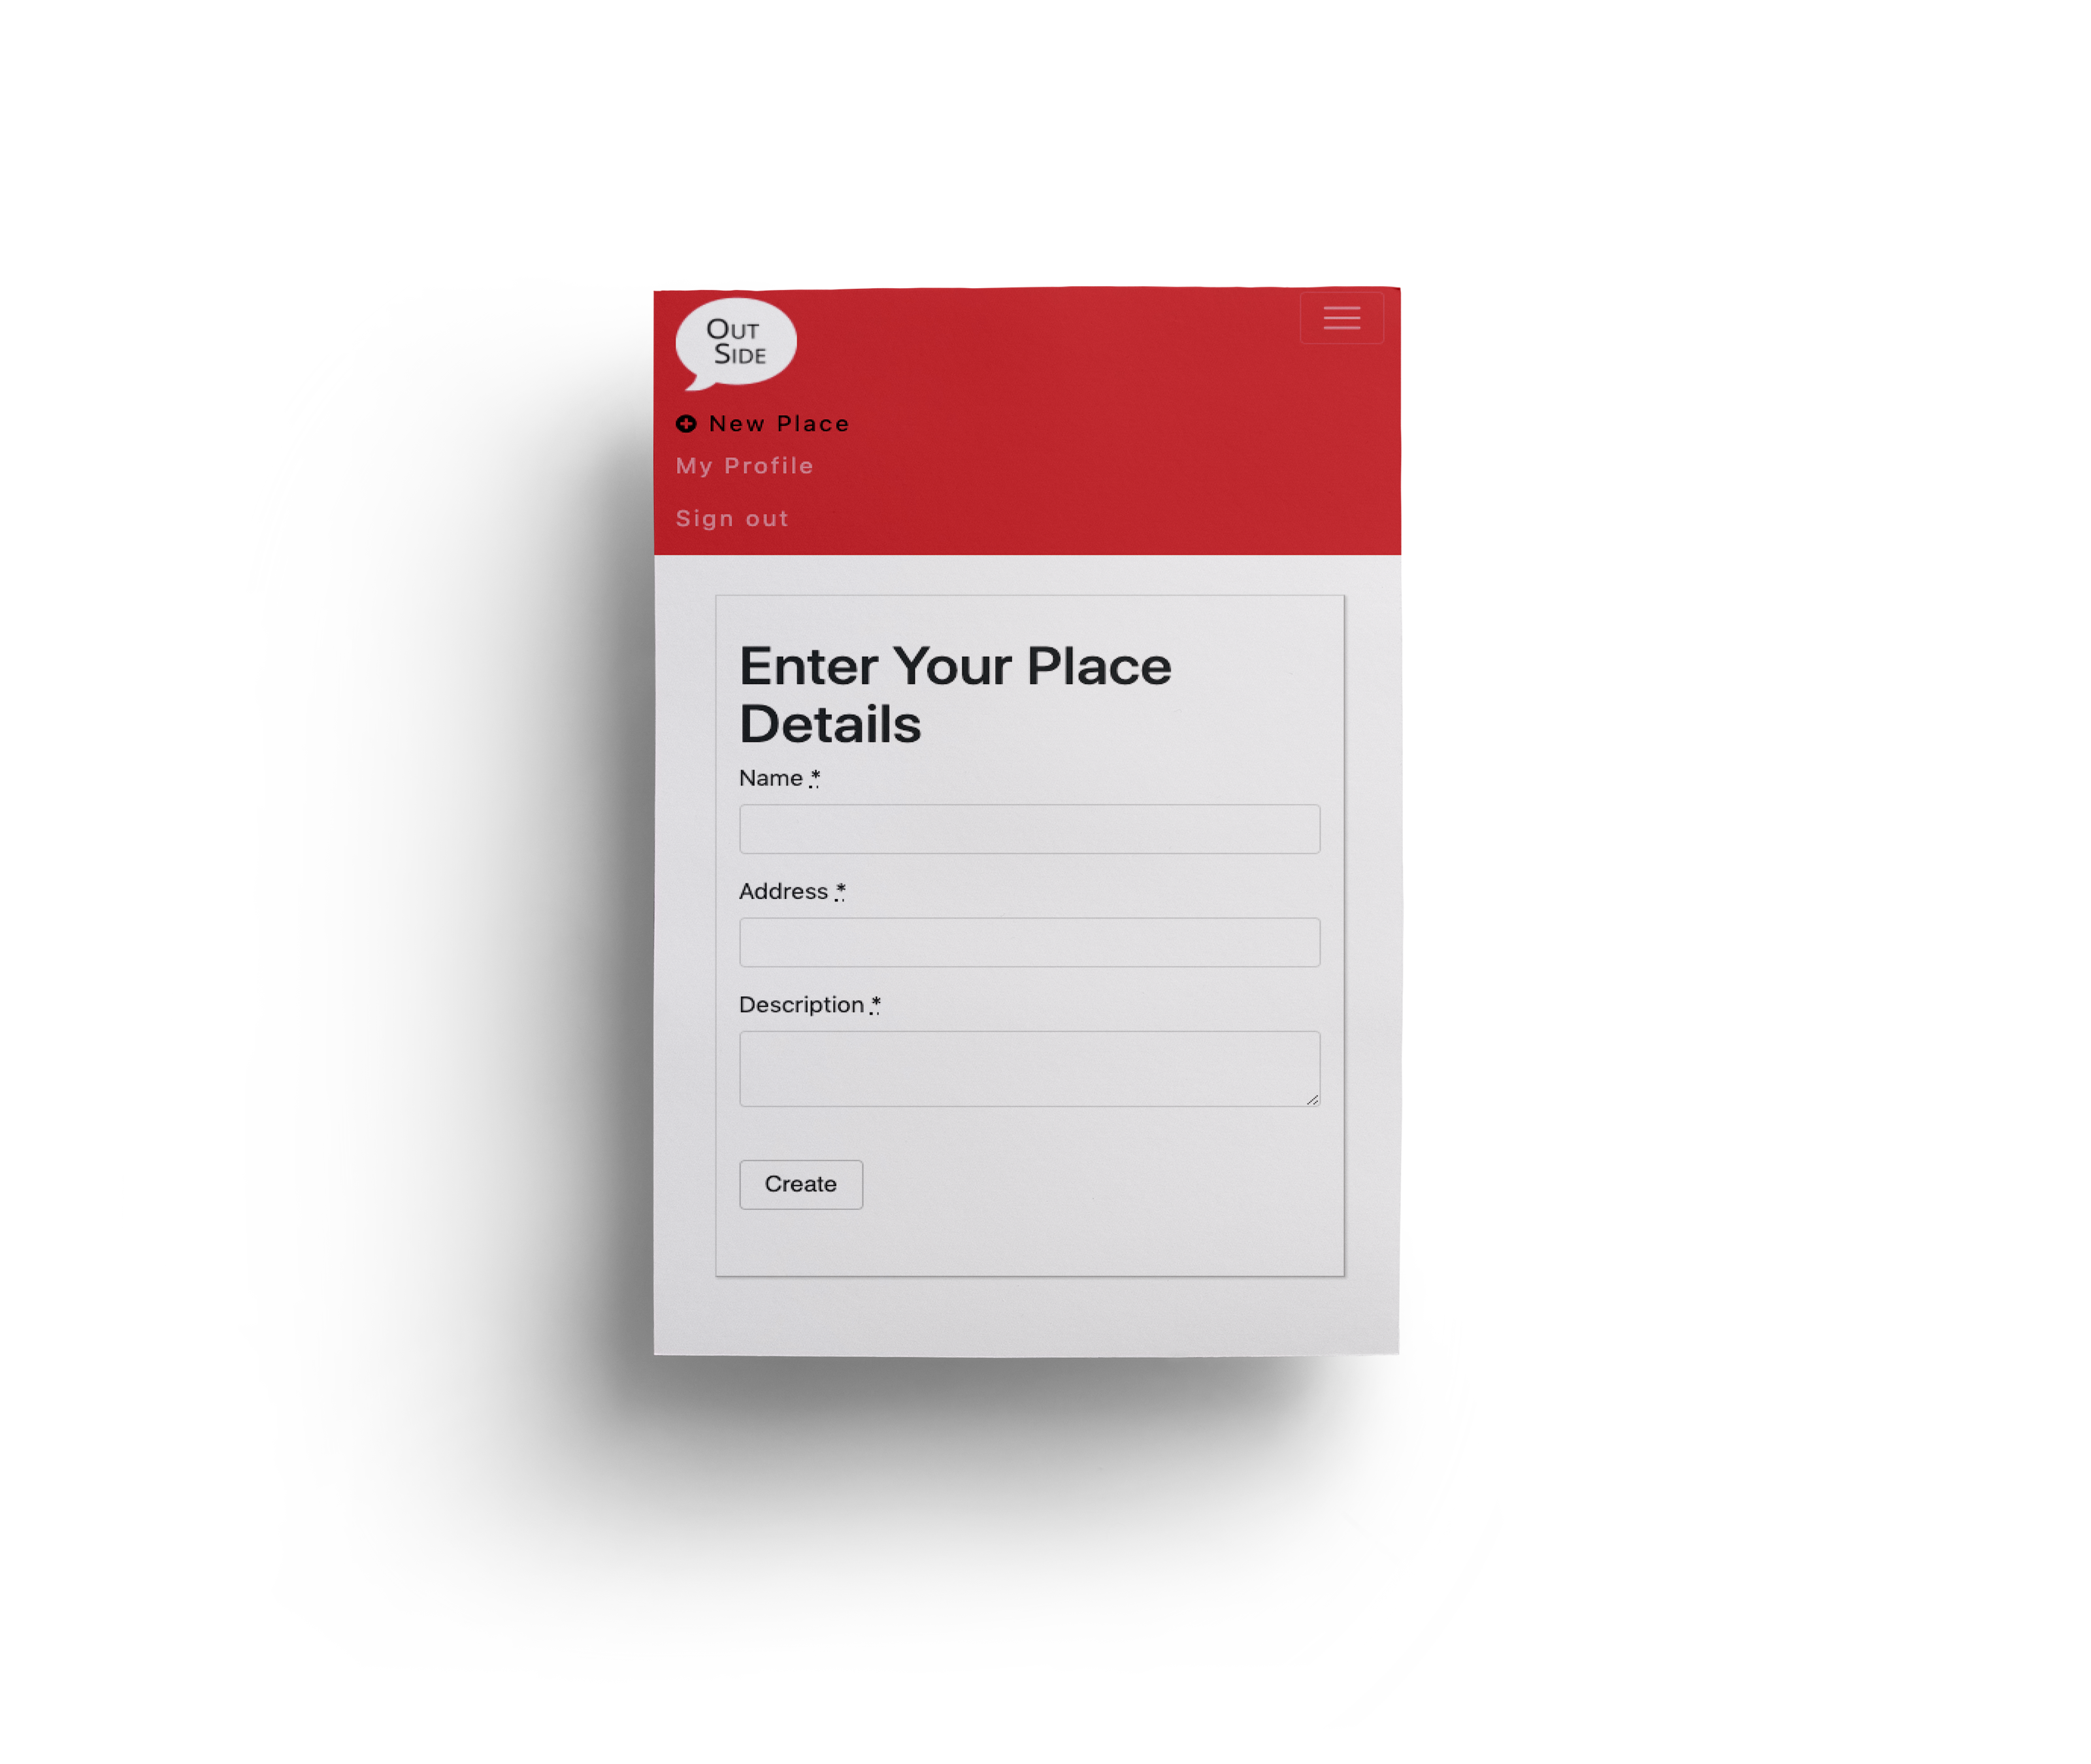 OUT
SIDE
New Place
My Profile
Sign out
Enter Your Place
Details
Name *
Address *
Description *
Create